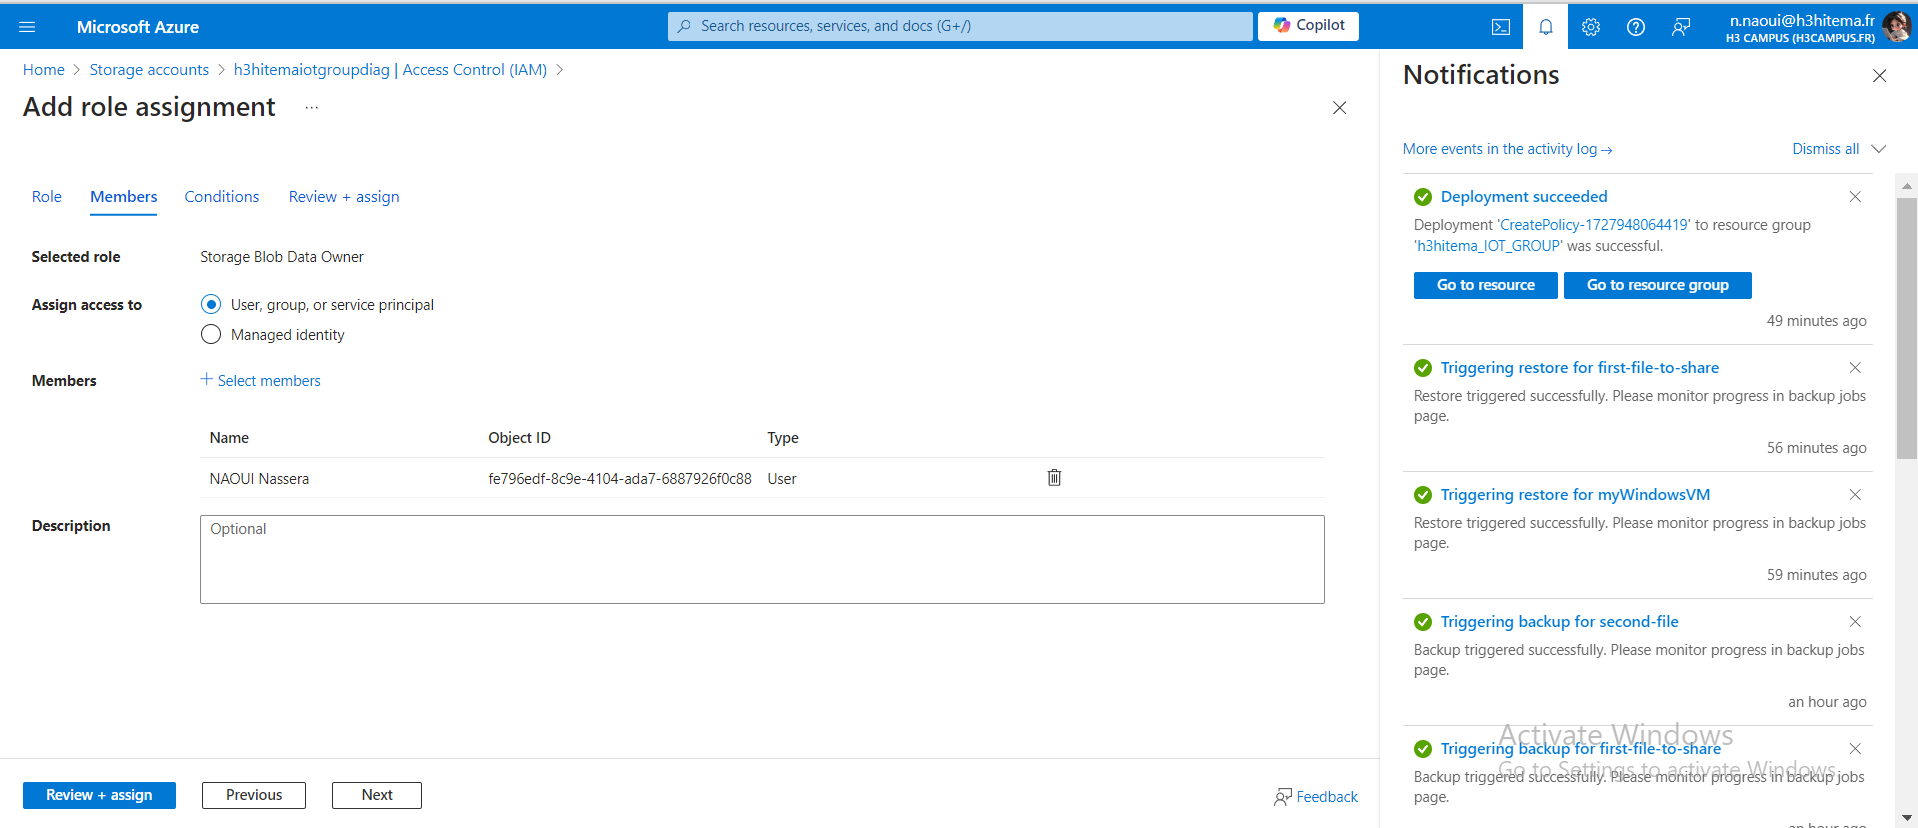 Microsoft Azure
Search resources, services, and docs (G+/)
Copilot
n.naoui@h3hitema.fr
H3 CAMPUS (H3CAMPUS.FR)
Home > Storage accounts > h3hitemaiotgroupdiag | Access Control (IAM) >
Add role assignment ...
Role Members Conditions Review + assign
Selected role Storage Blob Data Owner
Assign access to User, group, or service principal
Managed identity
Members + Select members
Name Object ID Type
NAOUI Nassera fe796edf-8c9e-4104-ada7-6887926f0c88 User
Description Optional
Review + assign Previous Next
Feedback
Notifications
More events in the activity log → Dismiss all
Deployment succeeded
Deployment 'CreatePolicy-1727948064419' to resource group
'h3hitema_IOT_GROUP' was successful.
Go to resource Go to resource group
49 minutes ago
Triggering restore for first-file-to-share
Restore triggered successfully. Please monitor progress in backup jobs
page.
56 minutes ago
Triggering restore for myWindowsVM
Restore triggered successfully. Please monitor progress in backup jobs
page.
59 minutes ago
Triggering backup for second-file
Backup triggered successfully. Please monitor progress in backup jobs
page.
an hour ago
Activate Windows
Triggering backup for first-file-to-share
Go to Settings to activate Windows.
Backup triggered successfully. Please monitor progress in backup jobs
page.
an hour ago